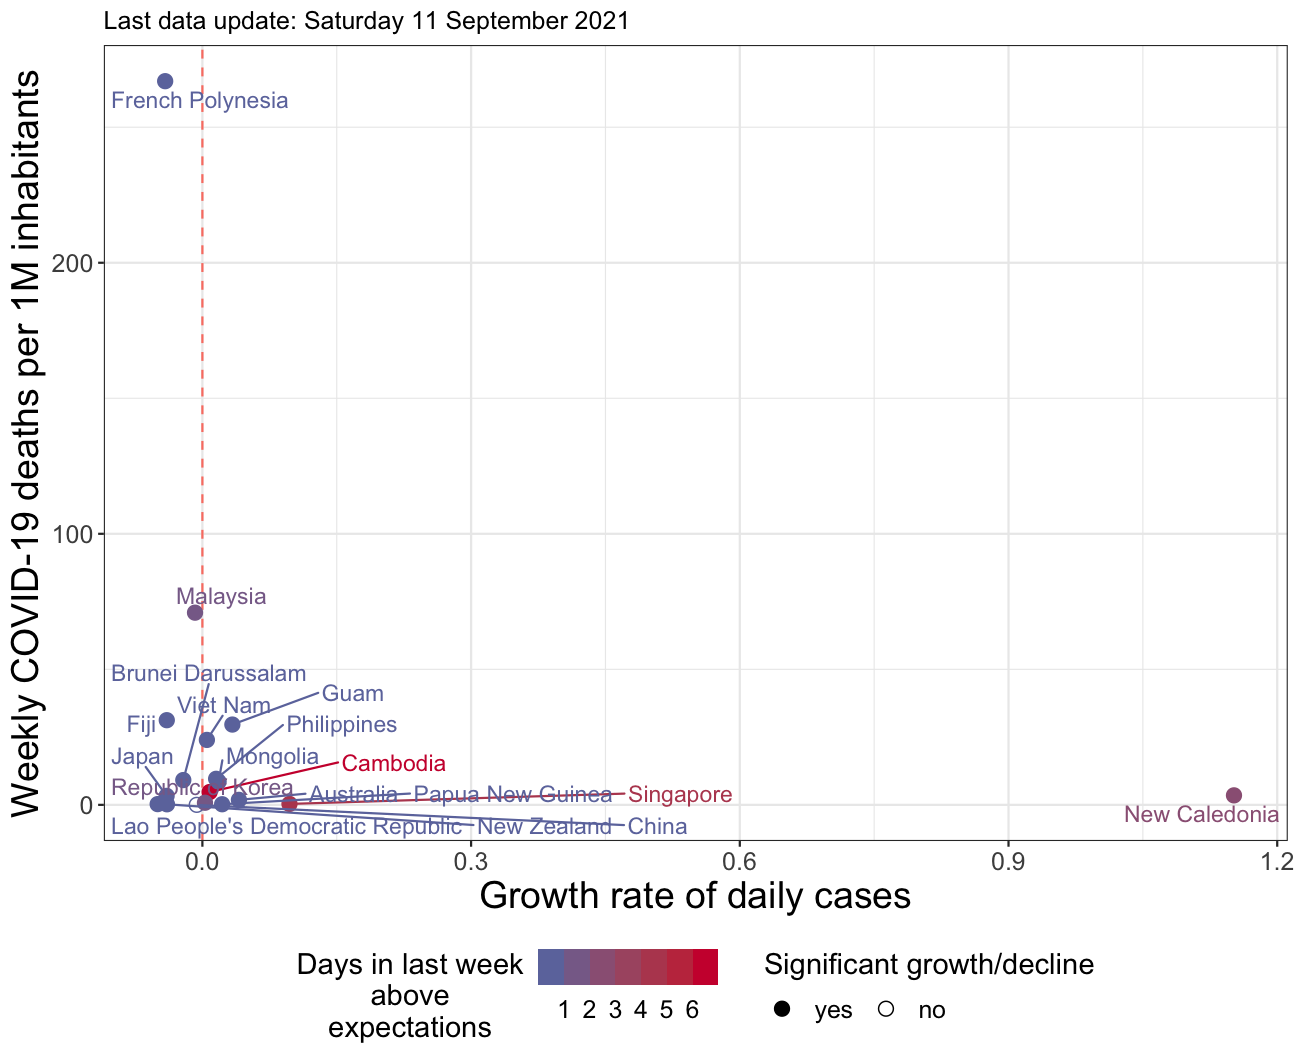 Last data update: Saturday 11 September 2021
Weekly COVID-19 deaths per 1M inhabitants
200
100
0
French Polynesia
Malaysia
Brunei Darussalam
Guam
Viet Nam
Fiji
Philippines
Japan
Mongolia
Cambodia
Republic of Korea
Australia
Papua New Guinea
Singapore
New Caledonia
Lao People's Democratic Republic
New Zealand
China
0.0
0.3
0.6
0.9
1.2
Growth rate of daily cases
Days in last week
above
expectations
1 2 3 4 5 6
Significant growth/decline
yes
no